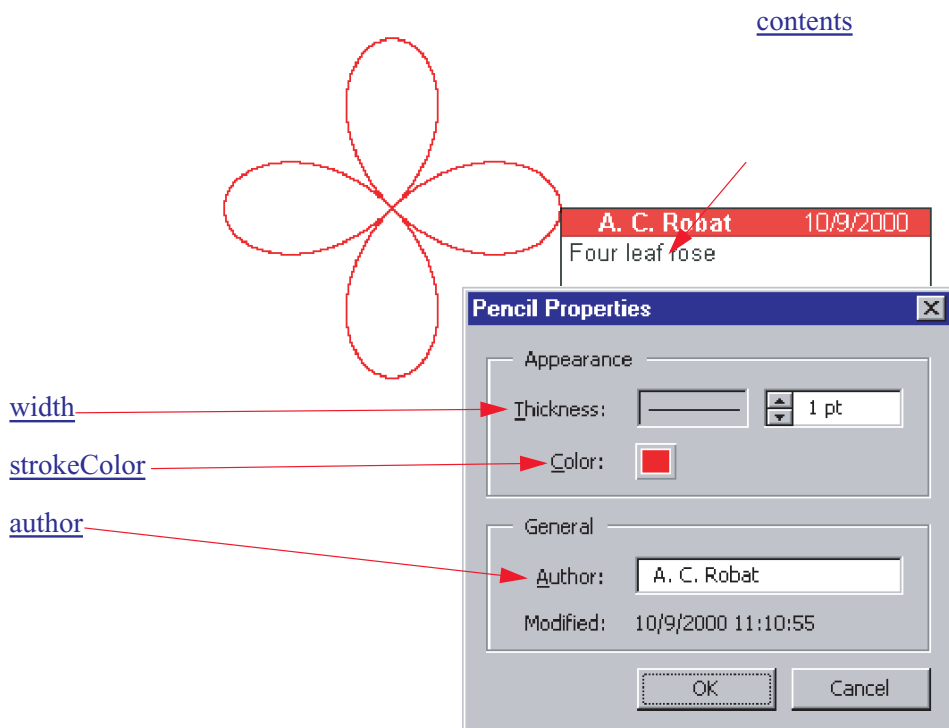 contents
A. C. Robat 10/9/2000
Four leaf rose
Pencil Properties
Appearance
width
Thickness: 1 pt
strokeColor
Color:
author
General
Author: A. C. Robat
Modified: 10/9/2000 11:10:55
OK Cancel